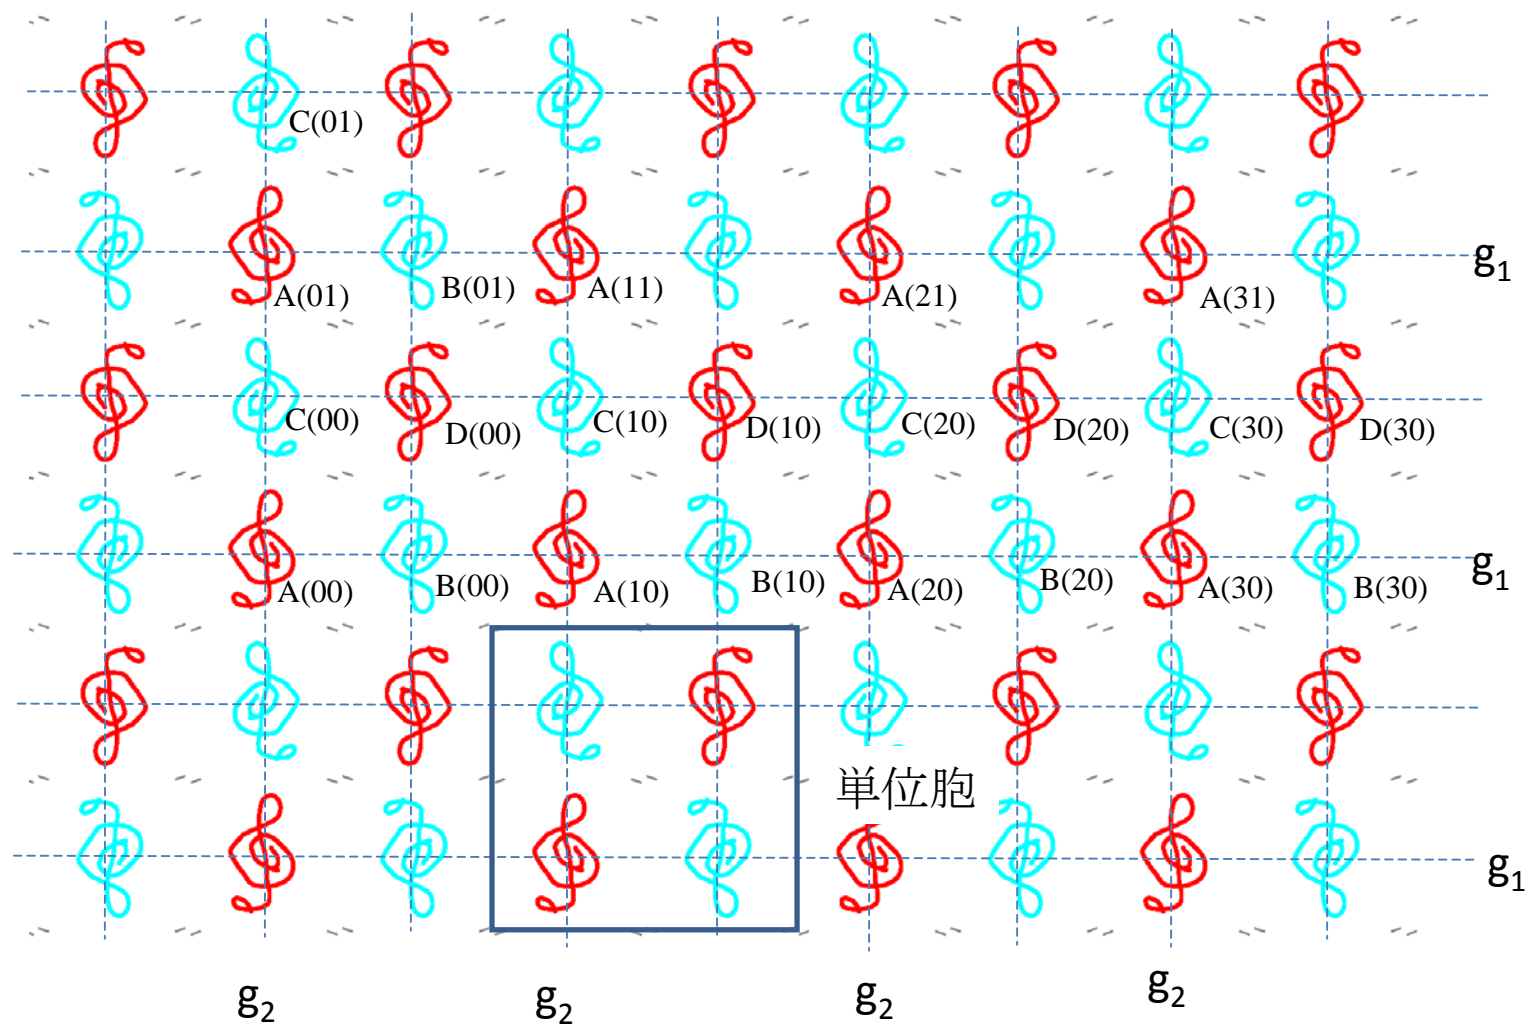 C(01)
A(01) B(01) A(11) A(21) A(31) g₁
C(00) D(00) C(10) D(10) C(20) D(20) C(30) D(30)
A(00) B(00) A(10) B(10) A(20) B(20) A(30) B(30) g₁
単位胞
g₁
g₂ g₂ g₂ g₂